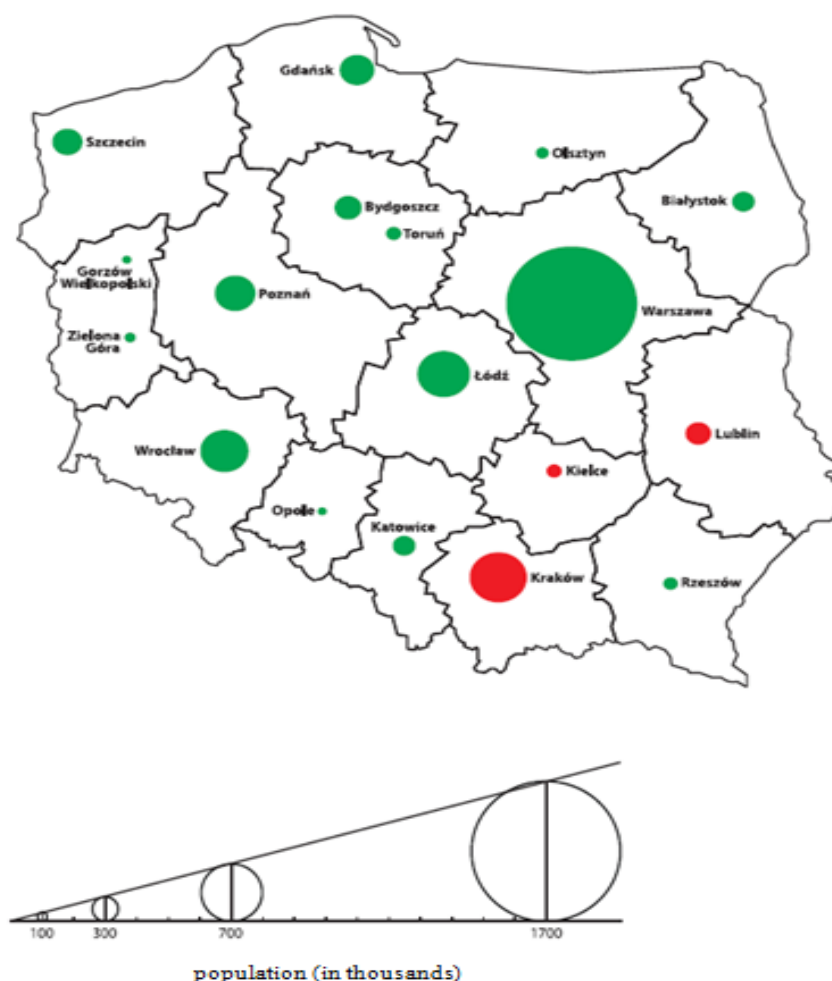 Gdańsk
Szczecin
Olsztyn
Białystok
Bydgoszcz
Toruń
Gorzów
Wielkopolski
Poznań
Warszawa
Zielona
Góra
Łódź
Lublin
Wrocław
Kielce
Opole
Katowice
Kraków
Rzeszów
100
300
700
1700
population (in thousands)